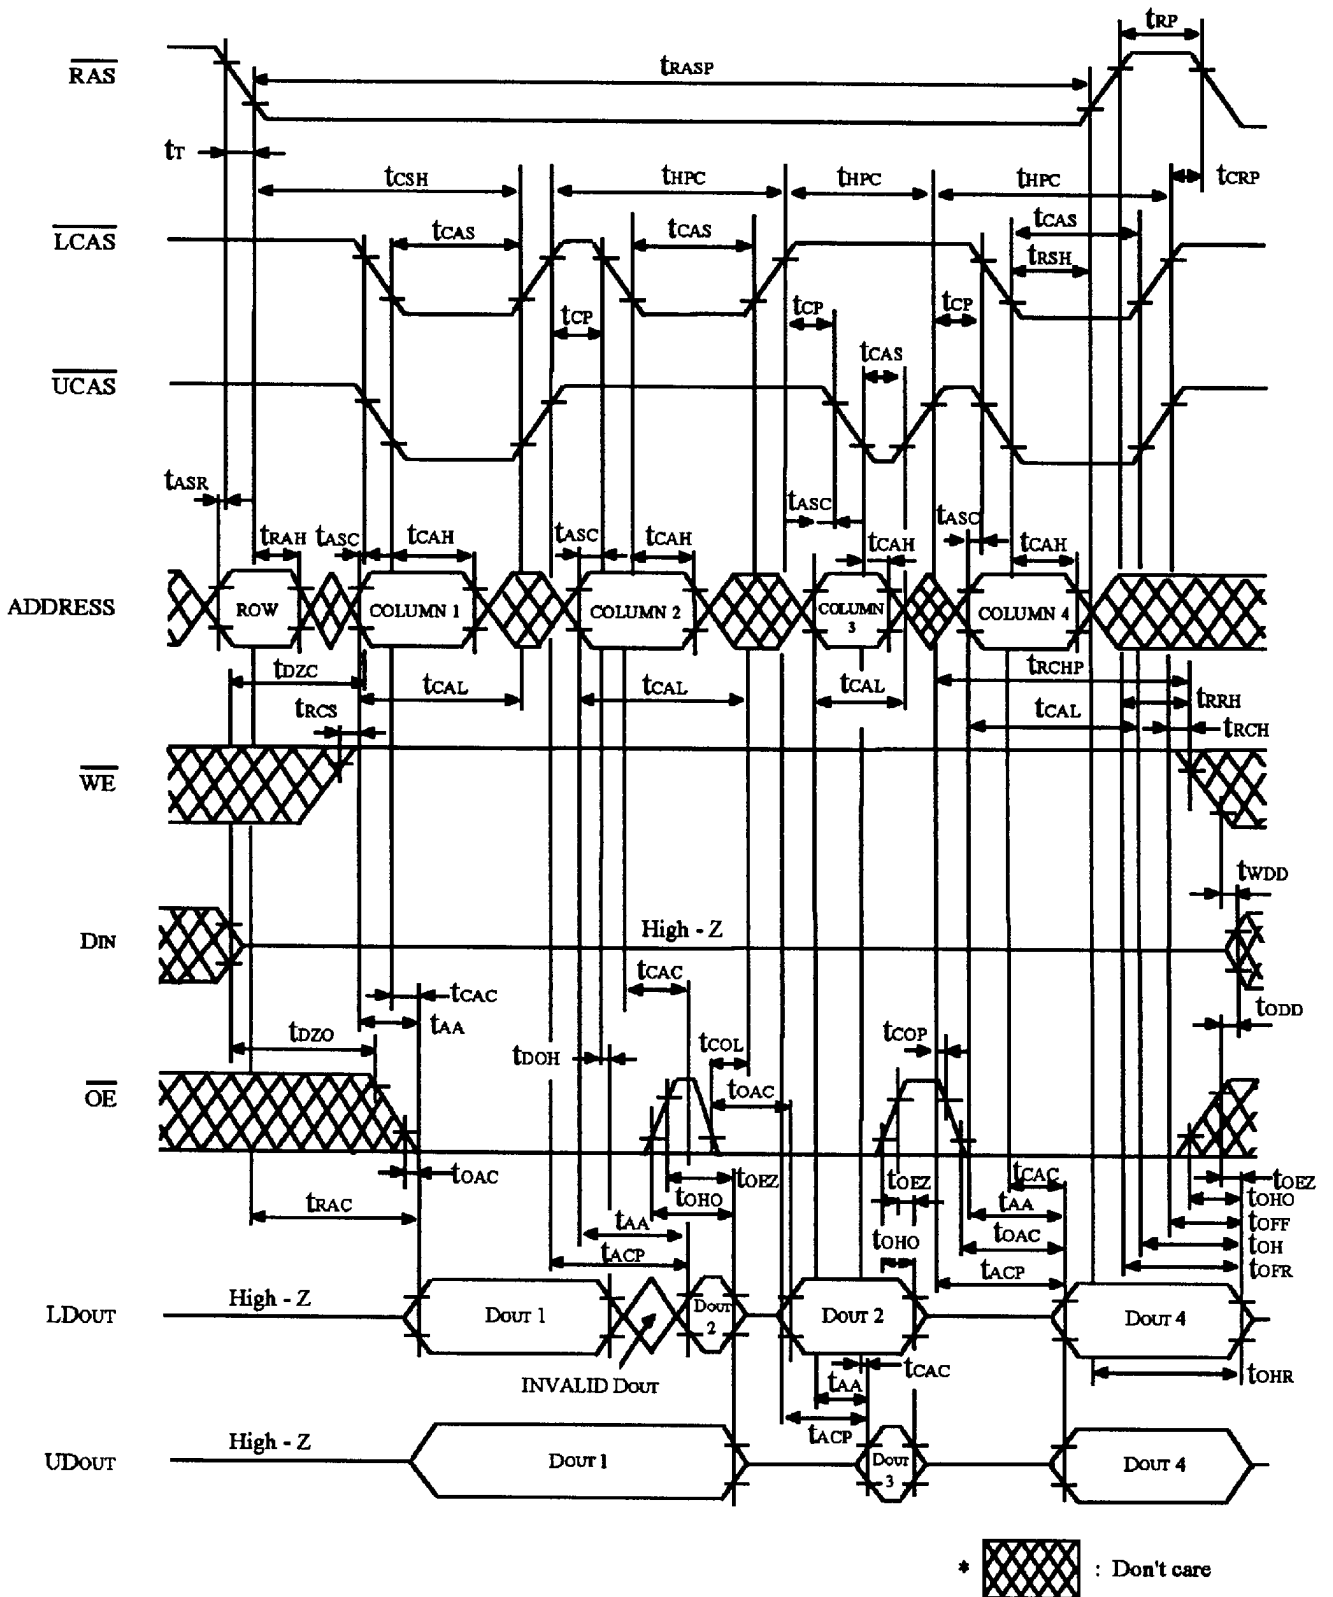 tRP
RAS
tRASP
tT
tCSH
tHPC
tHPC
tHPC
tCRP
LCAS
tCAS
tCAS
tCAS
tRSH
tCP
tCP
tCP
tCAS
UCAS
tASR
tASC
tASC
tRAH
tASC
tCAH
tASC
tCAH
tCAH
tCAH
ADDRESS
ROW
COLUMN 1
COLUMN 2
COLUMN
3
COLUMN 4
tDZC
tCAL
tCAL
tCAL
tRCHP
tRRH
tRCS
tCAL
tRCH
WE
tWDD
DIN
High - Z
tCAC
tCAC
tAA
tODD
tDZO
tDOH
tCOL
tCOP
OE
tOAC
tOAC
tOEZ
tOEZ
tCAC
tOEZ
tRAC
tOHO
tAA
tOHO
tAA
tOHO
tOAC
tOFF
tACP
tACP
tOH
tOFR
LDOUT
High - Z
DOUT 1
DOUT
2
DOUT 2
DOUT 4
tCAC
tOHR
INVALID DOUT
tAA
tACP
UDOUT
High - Z
DOUT 1
DOUT
3
DOUT 4
* : Don't care